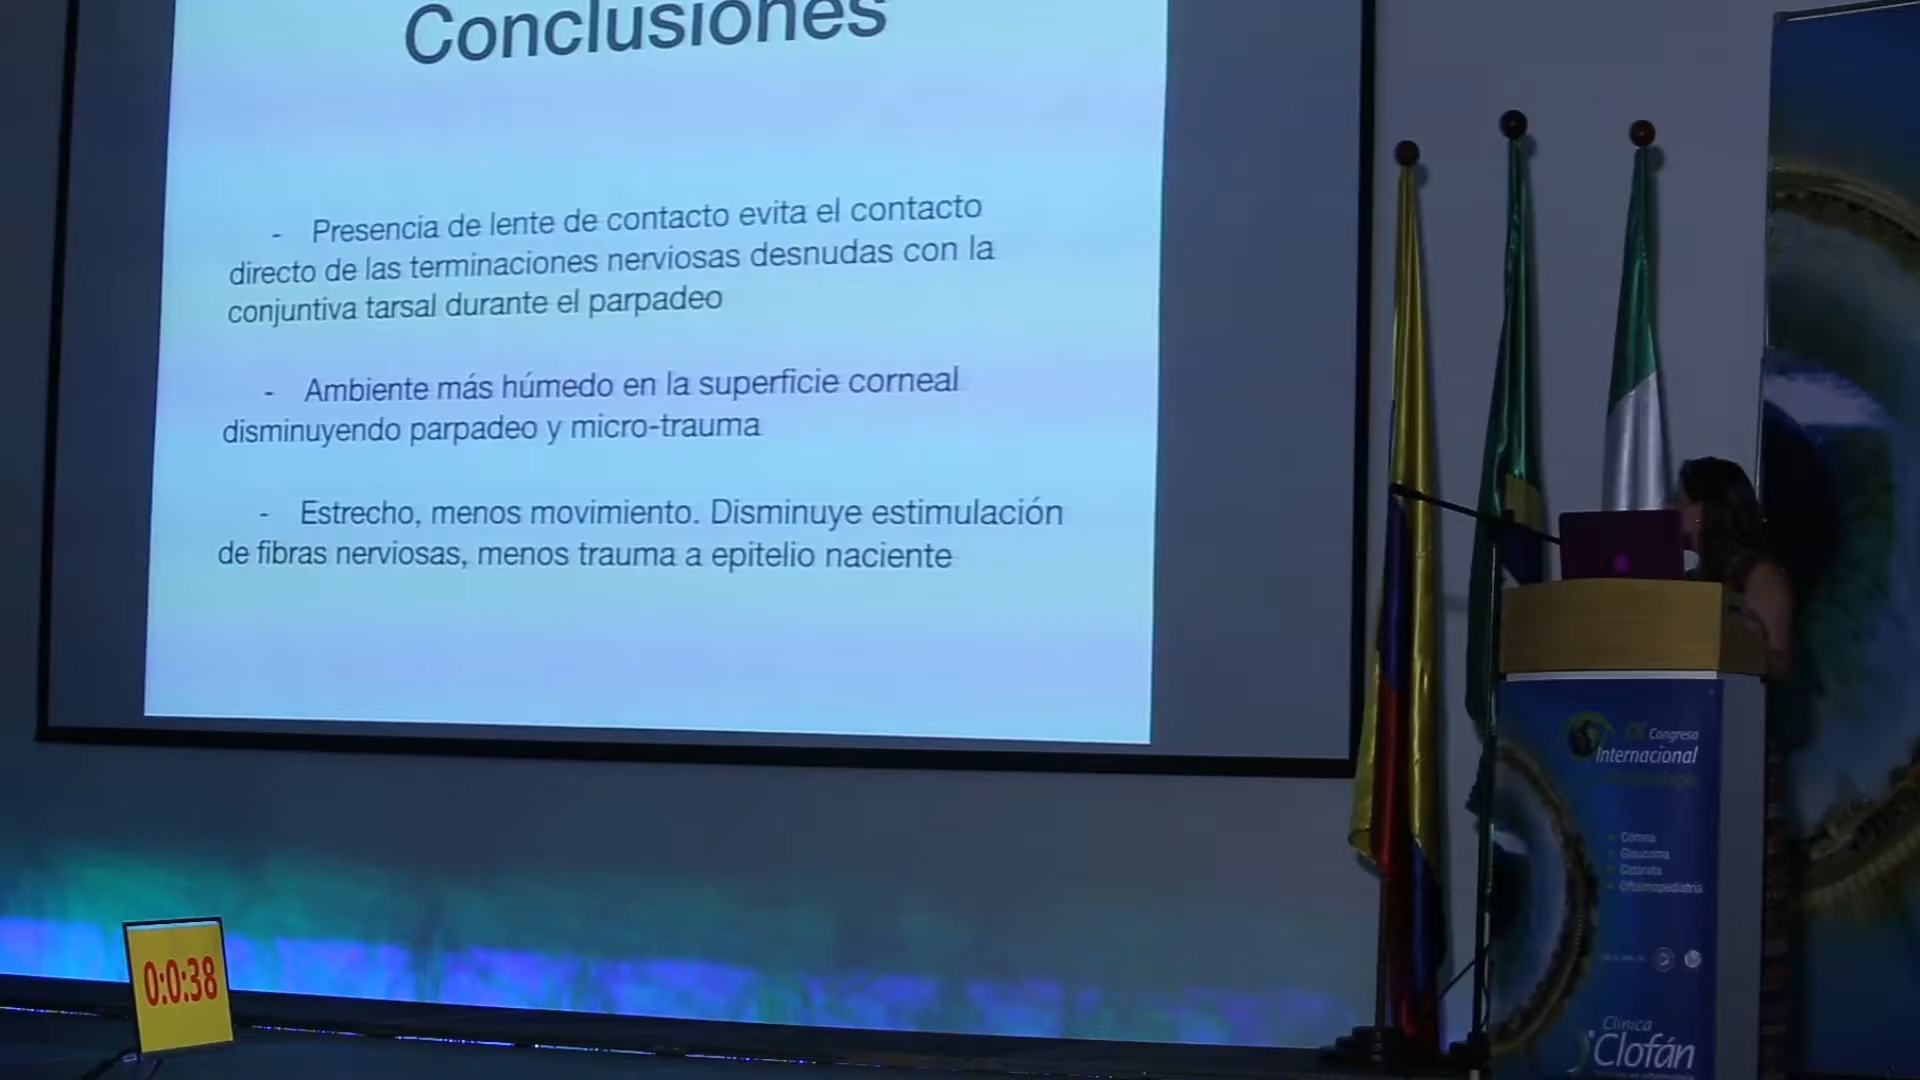 Conclusiones
- Presencia de lente de contacto evita el contacto
directo de las terminaciones nerviosas desnudas con la
conjuntiva tarsal durante el parpadeo
- Ambiente más húmedo en la superficie corneal
disminuyendo parpadeo y micro-trauma
- Estrecho, menos movimiento. Disminuye estimulación
de fibras nerviosas, menos trauma a epitelio naciente
0:0:38
IX Congreso
Internacional
Córnea
Glaucoma
Catarata
Oftalmopediatría
Clínica
Clofán